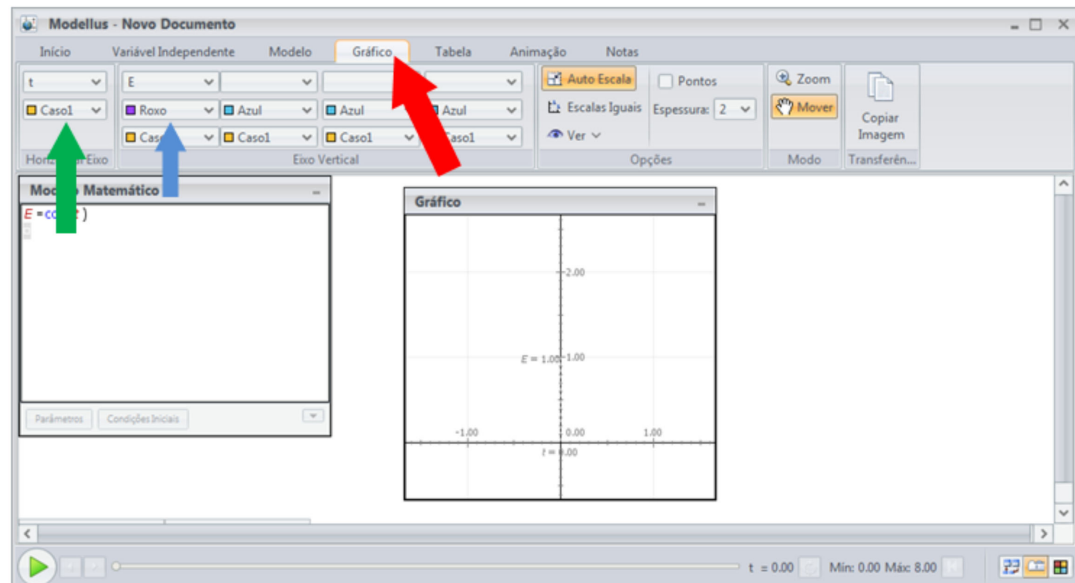 Modellus - Novo Documento
Início Variável Independente Modelo Gráfico Tabela Animação Notas
t E Auto Escala Pontos Zoom
Caso1 Roxo Azul Azul Azul Escalas Iguais Espessura: 2 Mover Copiar Imagem
Caso1 Caso1 Ver
Eixo Vertical Opções Modo Transferên...
Matemático
Gráfico
E =
2.00
E = 1.00 1.00
-1.00 0.00 1.00
t = 0.00
Parâmetros Condições Iniciais
t = 0.00 Mín: 0.00 Máx: 8.00